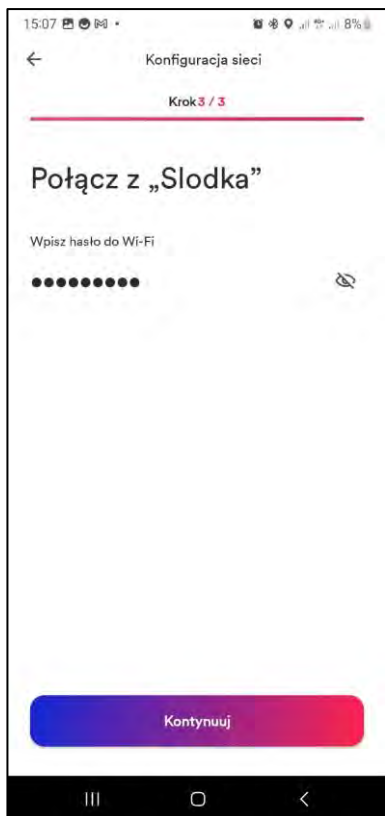 15:07 8%
Konfiguracja sieci
Krok 3 / 3
Połącz z „Slodka”
Wpisz hasło do Wi-Fi
●●●●●●●●●
Kontynuuj